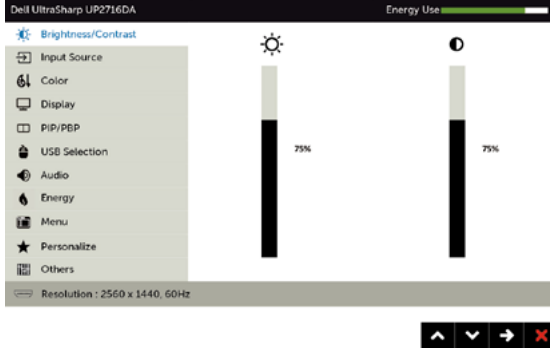 Dell UltraSharp UP2716DA
Energy Use
Brightness/Contrast
Input Source
Color
Display
PIP/PBP
USB Selection
Audio
Energy
Menu
Personalize
Others
75%
75%
Resolution : 2560 x 1440, 60Hz